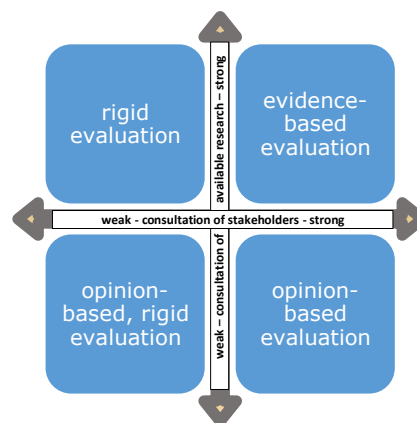 rigid
evaluation
evidence-
based
evaluation
available research – strong
weak - consultation of stakeholders - strong
weak – consultation of
opinion-
based, rigid
evaluation
opinion-
based
evaluation